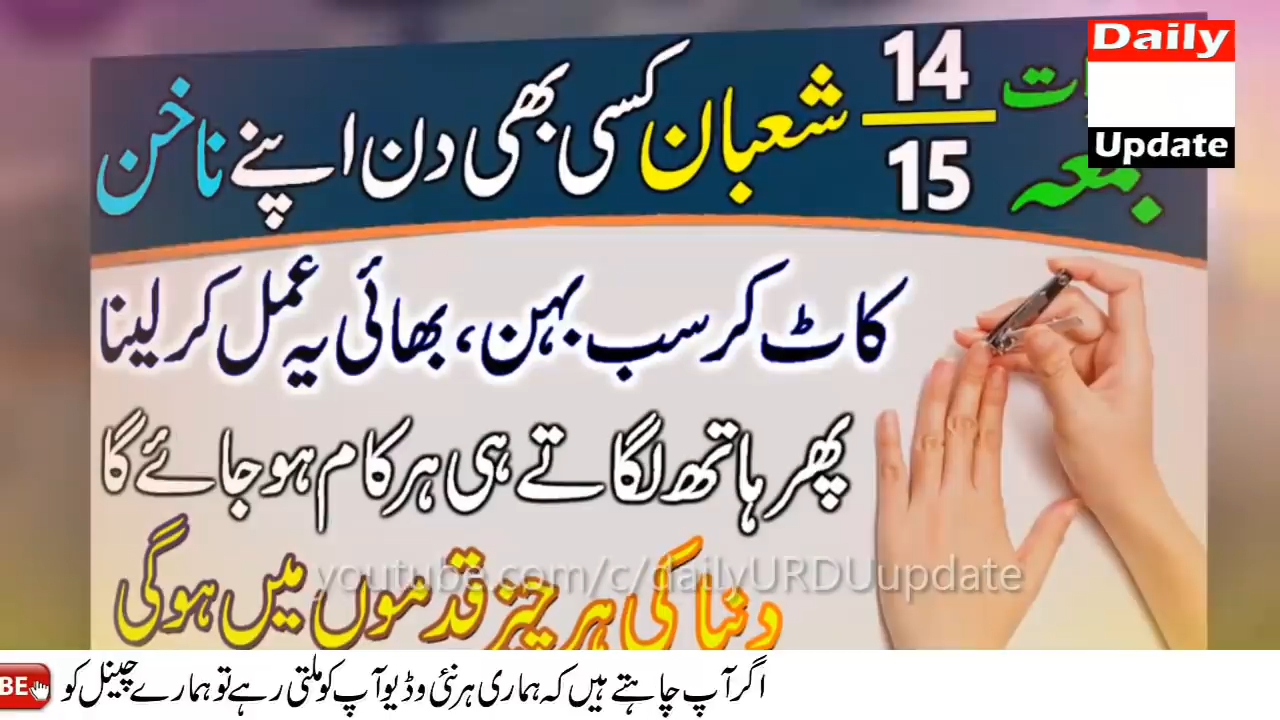 14 شعبان کسی بھی دن اپنے ناخن
جمعہ 15
کاٹ کر سب بہن، بھائی یہ عمل کر لینا
پھر ہاتھ لگاتے ہی ہر کام ہو جائے گا
دنیا کی ہر چیز قدموں میں ہوگی
youtube.com/c/dailyURDUupdate
Daily
Update
اگر آپ چاہتے ہیں کہ ہماری ہر نئی وڈیو آپ کو ملتی رہے تو ہمارے چینل کو
BE